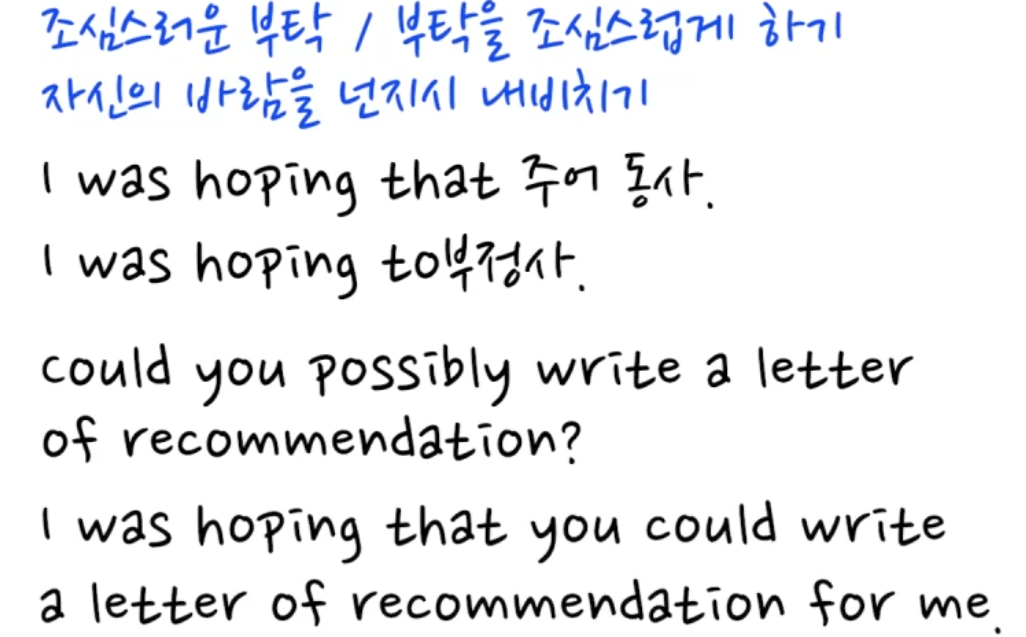 조심스러운 부탁 / 부탁을 조심스럽게 하기
자신의 바람을 넌지시 내비치기
I was hoping that 주어 동사.
I was hoping to부정사.
could you possibly write a letter
of recommendation?
I was hoping that you could write
a letter of recommendation for me.